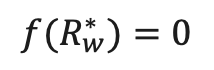 $f(R_w^*) = 0$